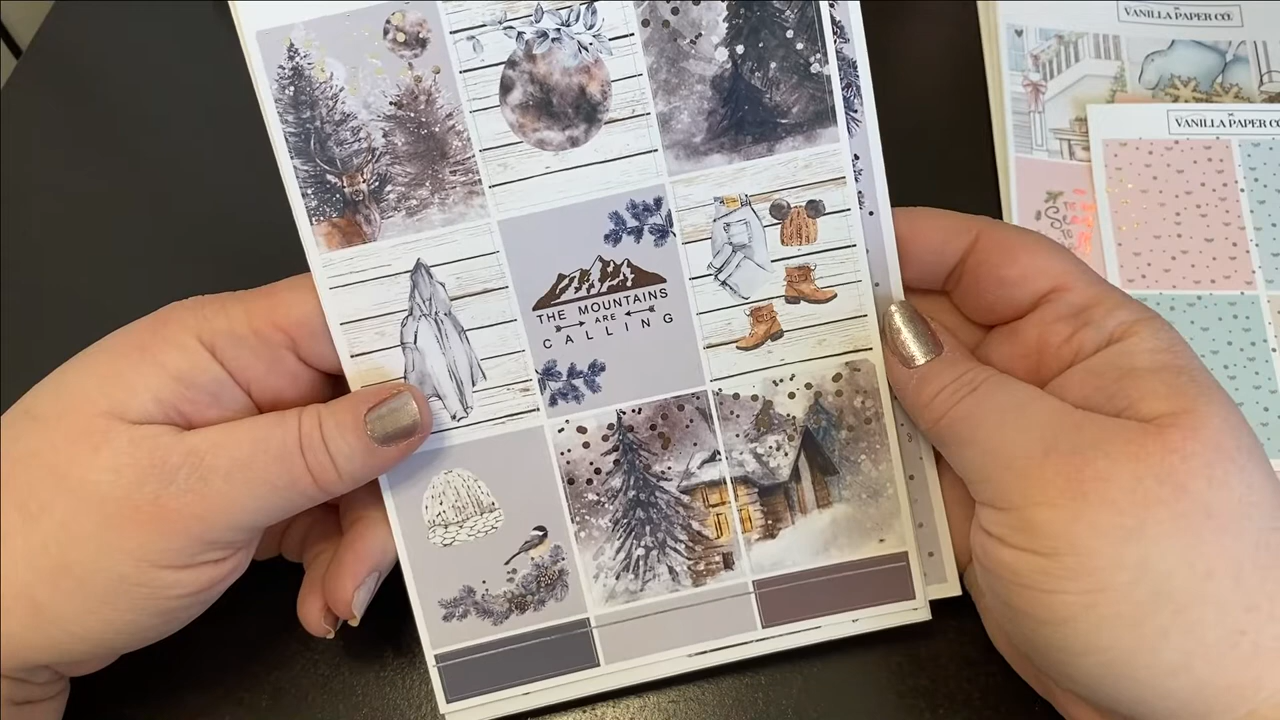 VANILLA PAPER CO.
VANILLA PAPER CO
THE MOUNTAINS
ARE
CALLING